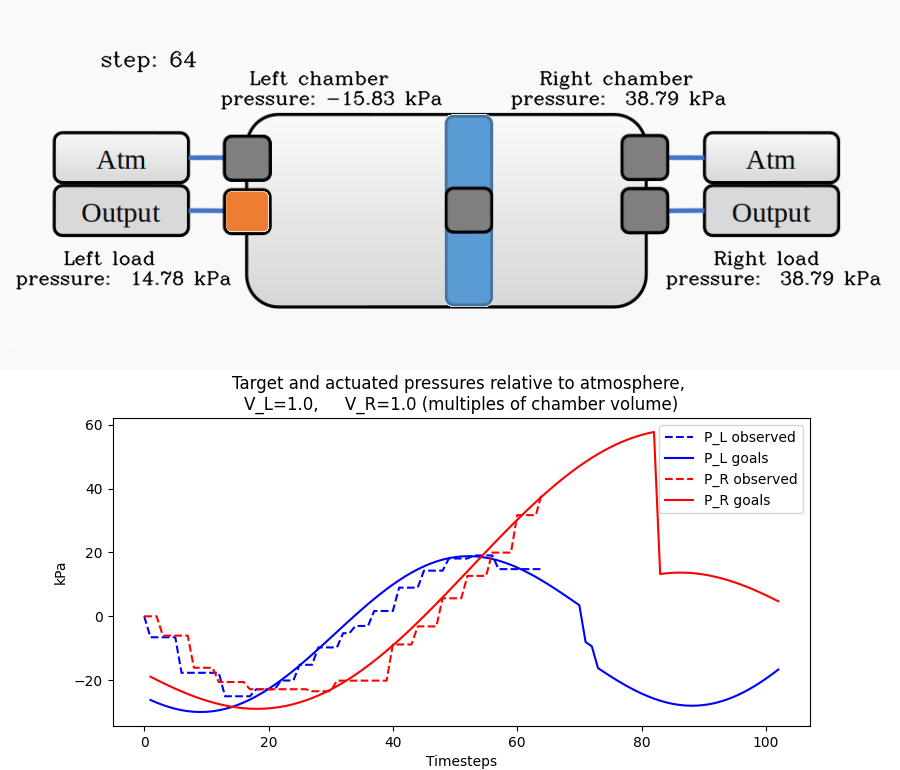 step: 64
Left chamber
pressure: −15.83 kPa
Right chamber
pressure: 38.79 kPa
Atm
Output
Atm
Output
Left load
pressure: 14.78 kPa
Right load
pressure: 38.79 kPa
Target and actuated pressures relative to atmosphere,
V_L=1.0, V_R=1.0 (multiples of chamber volume)
60
40
20
0
−20
kPa
P_L observed
P_L goals
P_R observed
P_R goals
0 20 40 60 80 100
Timesteps